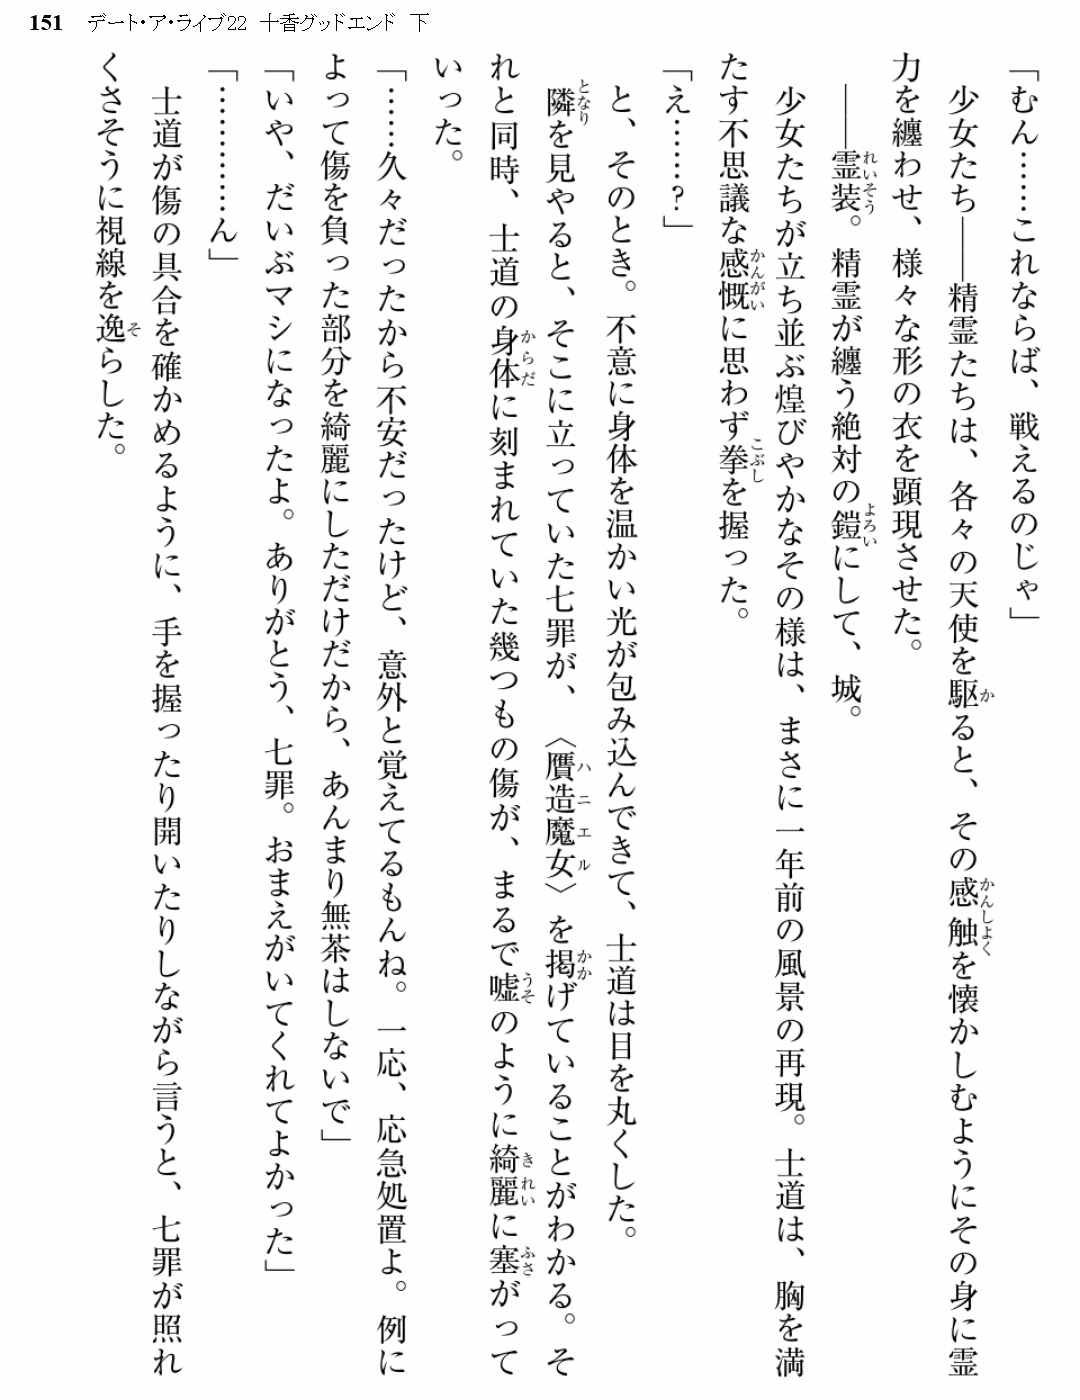 151 デート・ア・ライブ22 十香グッドエンド 下
「むん……これならば、戦えるのじゃ」
少女たち――精霊たちは、各々の天使を駆ると、その感触を懐かしむようにその身に霊
力を纏わせ、様々な形の衣を顕現させた。
――霊装。精霊が纏う絶対の鎧にして、城。
少女たちが立ち並ぶ煌びやかなその様は、まさに一年前の風景の再現。士道は、胸を満
たす不思議な感慨に思わず拳を握った。
「え……?」
と、そのとき。不意に身体を温かい光が包み込んできて、士道は目を丸くした。
隣を見やると、そこに立っていた七罪が、〈贋造魔女〉を掲げていることがわかる。そ
れと同時、士道の身体に刻まれていた幾つもの傷が、まるで嘘のように綺麗に塞がって
いった。
「……久々だったから不安だったけど、意外と覚えてるもんね。一応、応急処置よ。例に
よって傷を負った部分を綺麗にしただけだから、あんまり無茶はしないで」
「いや、だいぶマシになったよ。ありがとう、七罪。おまえがいてくれてよかった」
「…………ん」
士道が傷の具合を確かめるように、手を握ったり開いたりしながら言うと、七罪が照れ
くさそうに視線を逸らした。